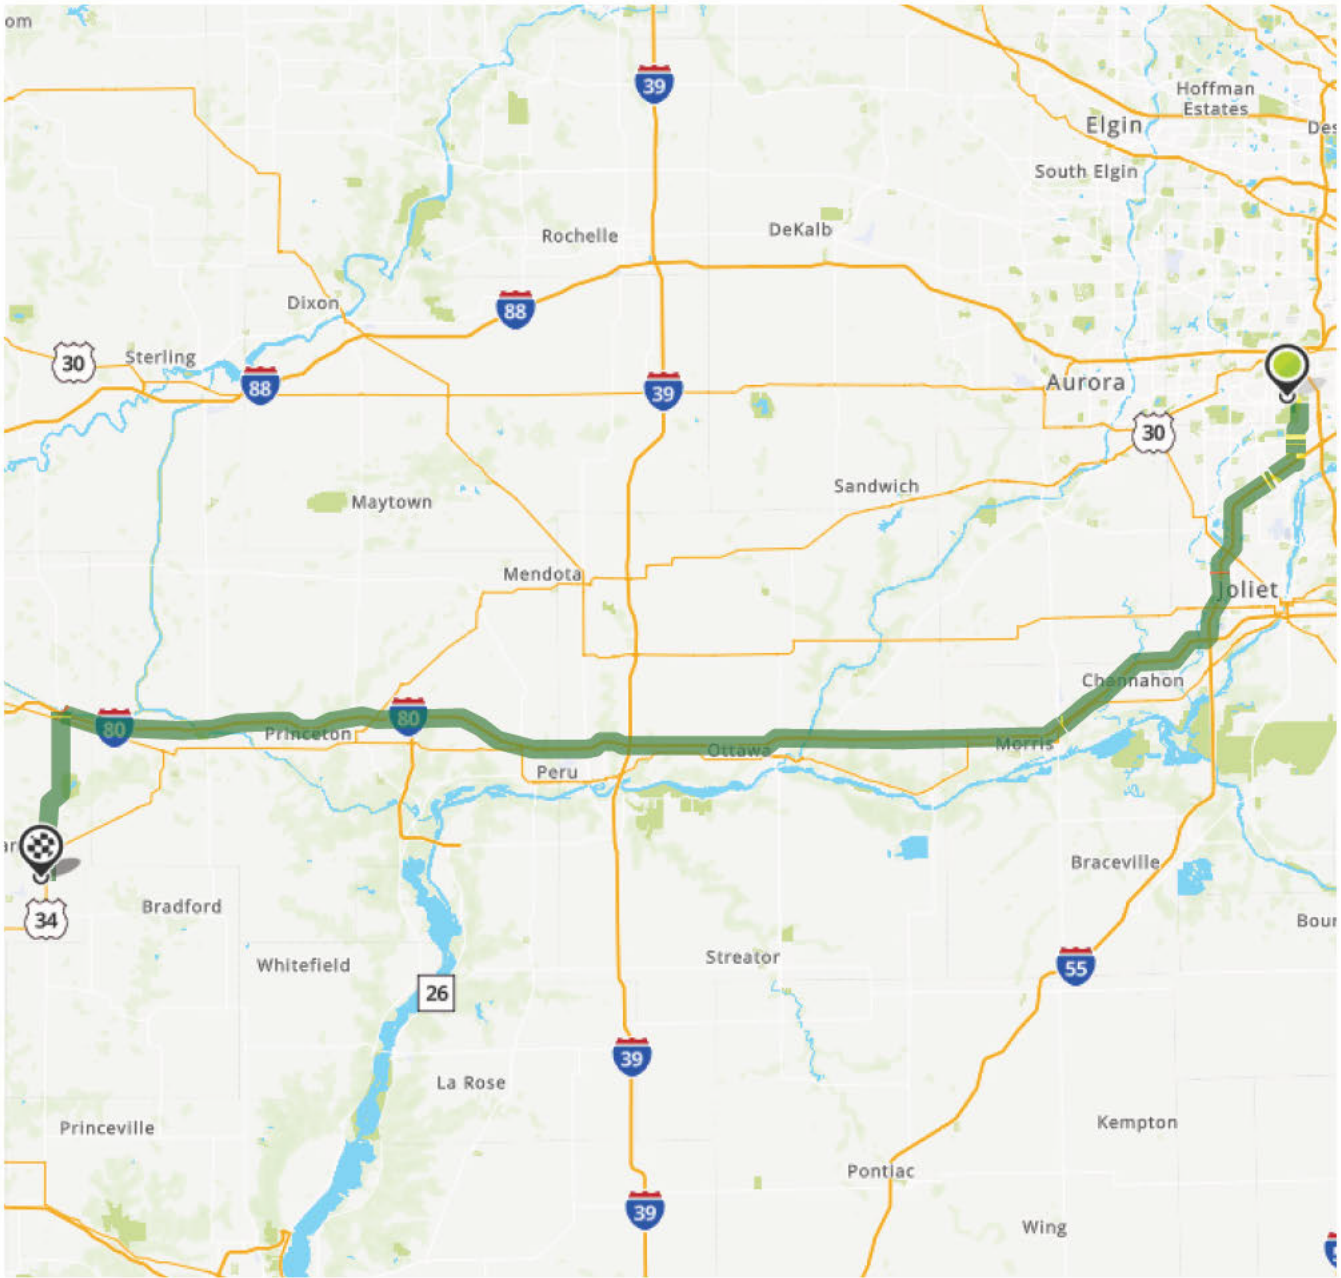 om
39
Hoffman
Estates
Elgin
Des
South Elgin
Rochelle
DeKalb
Dixon
88
30
Sterling
88
39
Aurora
30
Sandwich
Maytown
Mendota
Joliet
Channahon
80
80
Princeton
Ottawa
Morris
Peru
ar
34
Bradford
Braceville
Bour
Whitefield
Streator
55
26
39
La Rose
Princeville
Kempton
Pontiac
39
Wing